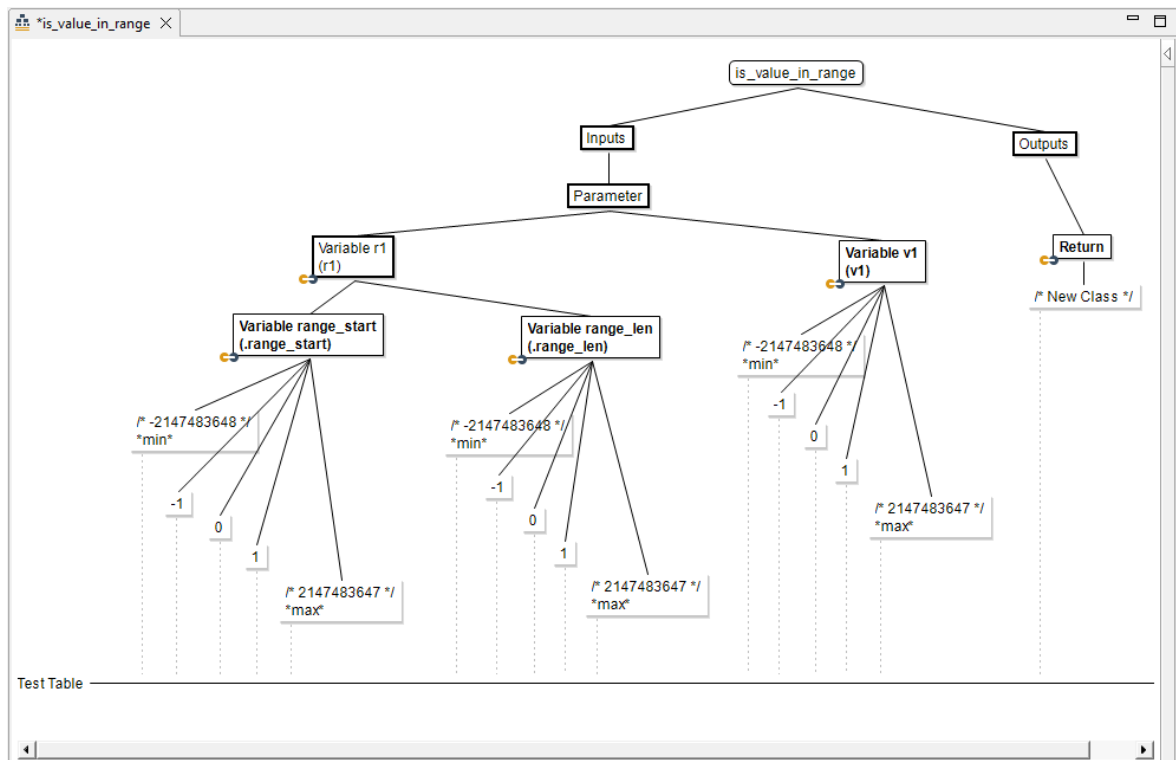 *is_value_in_range
is_value_in_range
Inputs
Outputs
Parameter
Variable r1
(r1)
Variable v1
(v1)
Return
/* New Class */
Variable range_start
(.range_start)
Variable range_len
(.range_len)
/* -2147483648 */
*min*
-1
0
1
/* 2147483647 */
*max*
/* -2147483648 */
*min*
-1
0
1
/* 2147483647 */
*max*
/* -2147483648 */
*min*
-1
0
1
/* 2147483647 */
*max*
Test Table